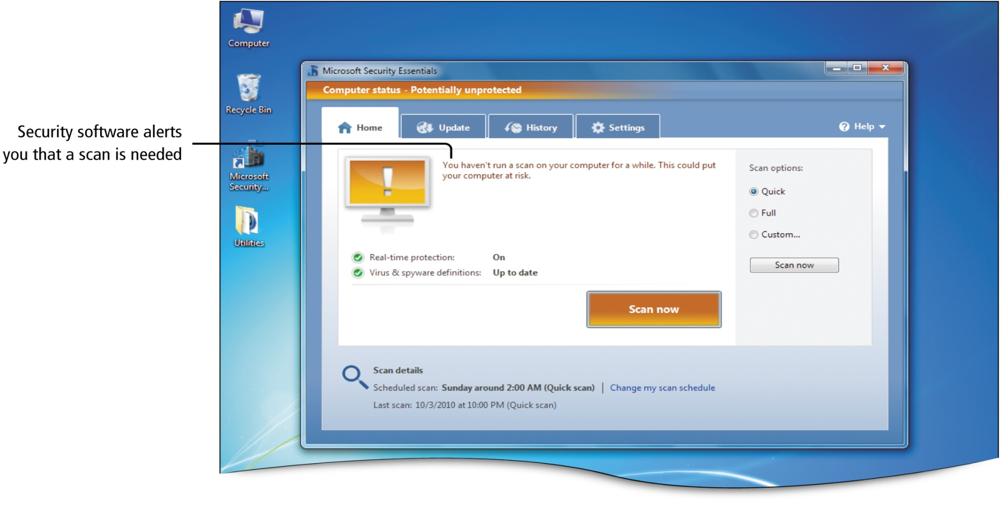 Computer
Recycle Bin
Security software alerts
you that a scan is needed
Microsoft
Security...
Utilities
Microsoft Security Essentials
Computer status - Potentially unprotected
Home
Update
History
Settings
Help
You haven't run a scan on your computer for a while. This could put
your computer at risk.
Scan options:
Quick
Full
Custom...
Scan now
Real-time protection: On
Virus & spyware definitions: Up to date
Scan now
Scan details
Scheduled scan: Sunday around 2:00 AM (Quick scan) | Change my scan schedule
Last scan: 10/3/2010 at 10:00 PM (Quick scan)